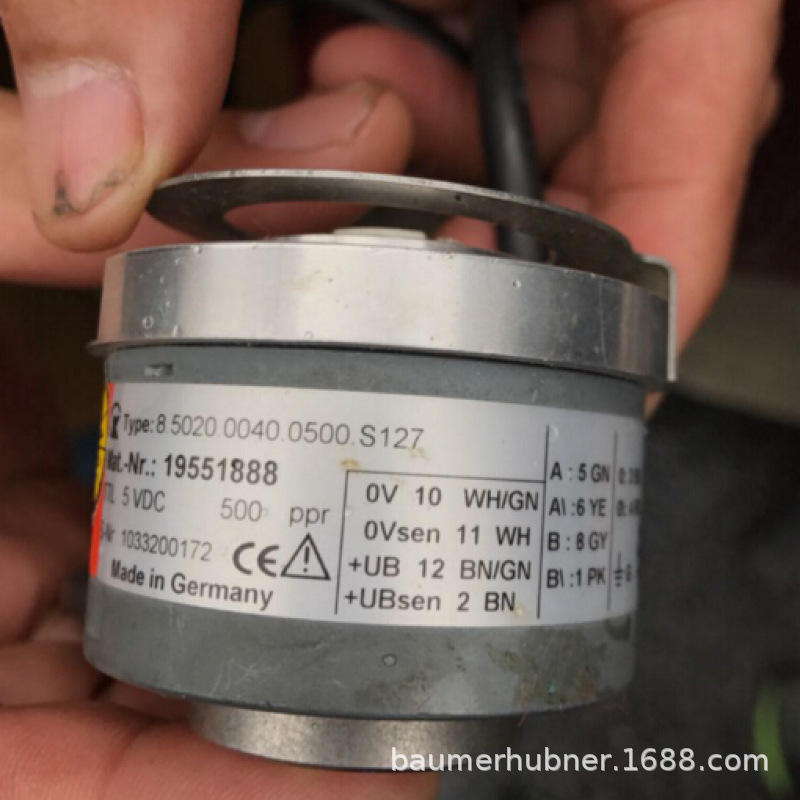 Type: 8.5020.0040.0500.S127
Mat.-Nr.: 19551888
5 VDC 500 ppr
1033200172 CE
Made in Germany
0V 10 WH/GN
0Vsen 11 WH
+UB 12 BN/GN
+UBsen 2 BN
A : 5 GN
A\ :6 YE
B : 8 GY
B\ :1 PK
baumerhubner.1688.com